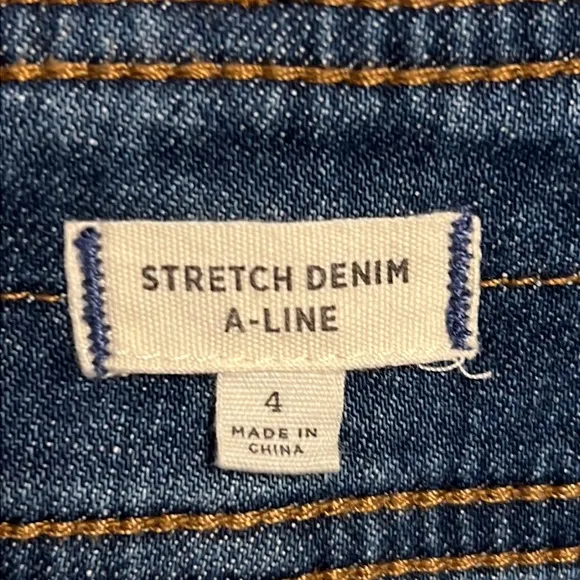 STRETCH DENIM
A-LINE
4
MADE IN
CHINA